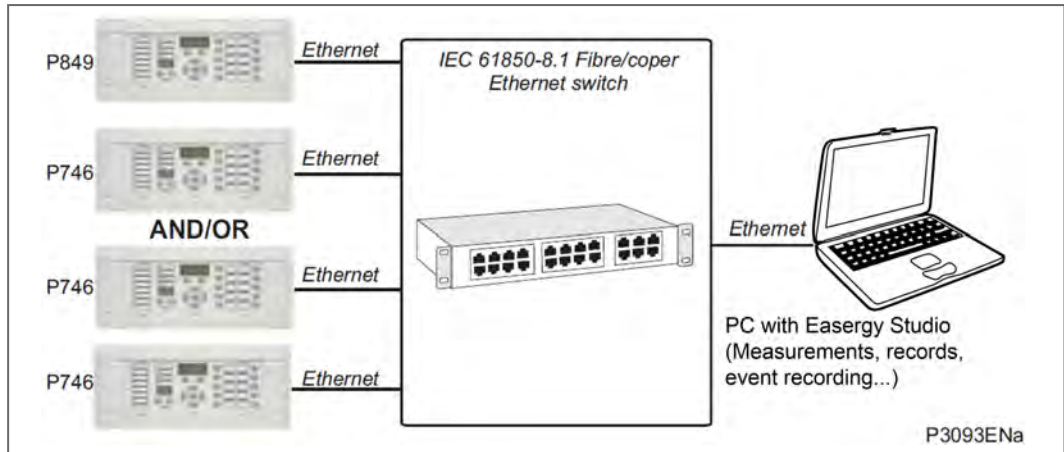 P849
Ethernet
IEC 61850-8.1 Fibre/coper
Ethernet switch
P746
Ethernet
AND/OR
P746
Ethernet
P746
Ethernet
Ethernet
PC with Easergy Studio
(Measurements, records,
event recording...)
P3093ENa